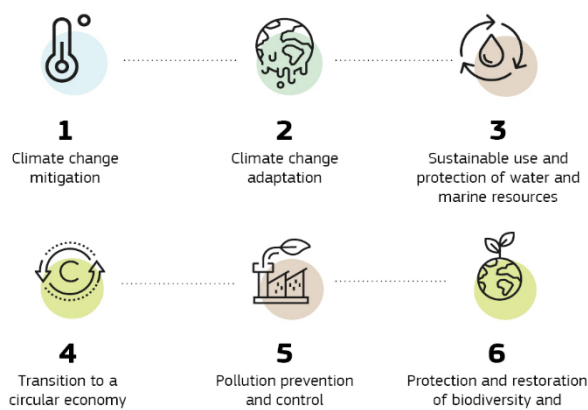 1
Climate change
mitigation
2
Climate change
adaptation
3
Sustainable use and
protection of water and
marine resources
4
Transition to a
circular economy
5
Pollution prevention
and control
6
Protection and restoration
of biodiversity and